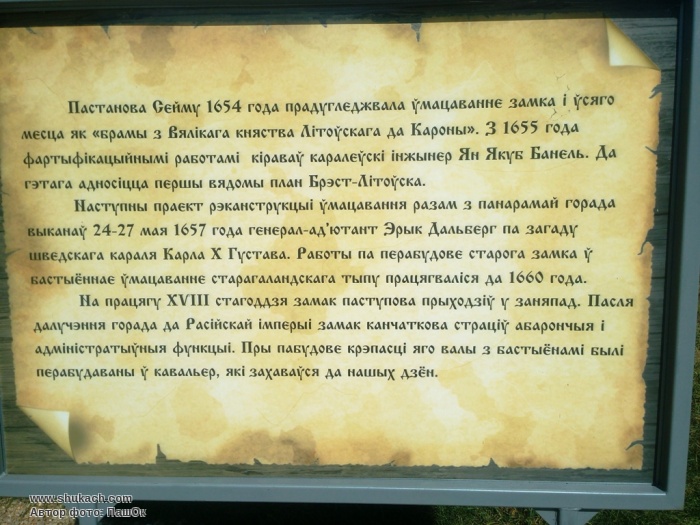 Пастанова Сейму 1654 года прадугледжвала ўмацаванне замка і ўсяго
месца як «брамы з Вялікага княства Літоўскага да Кароны». З 1655 года
фартыфікацыйнымі работамі кіраваў каралеўскі інжынер Ян Якуб Банель. Да
гэтага адносіцца першы вядомы план Брэст-Літоўска.
Наступны праект рэканструкцыі ўмацавання разам з панарамай горада
выканаў 24-27 мая 1657 года генерал-ад'ютант Эрык Дальберг па загаду
шведскага караля Карла X Густава. Работы па перабудове старога замка ў
бастыённае ўмацаванне старагаландскага тыпу працягваліся да 1660 года.
На працягу XVIII стагоддзя замак паступова прыходзіў у заняпад. Пасля
далучэння горада да Расійскай імперыі замак канчаткова страціў абарончыя і
адміністратыўныя функцыі. Пры пабудове крэпасці яго валы з бастыёнамі былі
перабудаваны ў кавальер, які захаваўся да нашых дзён.
www.shukach.com
Автор фото: ПашОк